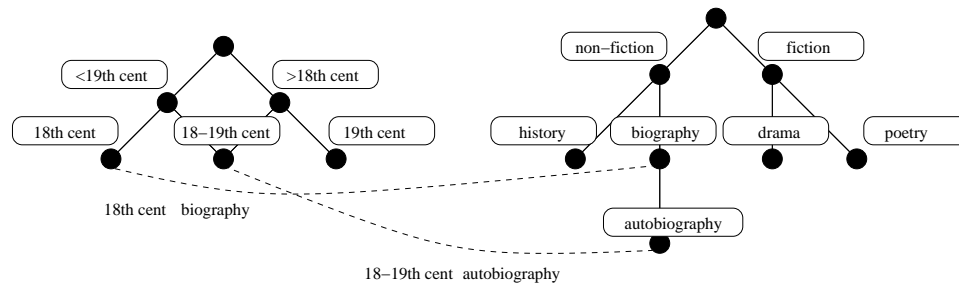 non−fiction
fiction
<19th cent
>18th cent
18th cent
18−19th cent
19th cent
history
biography
drama
poetry
18th cent biography
autobiography
18−19th cent autobiography